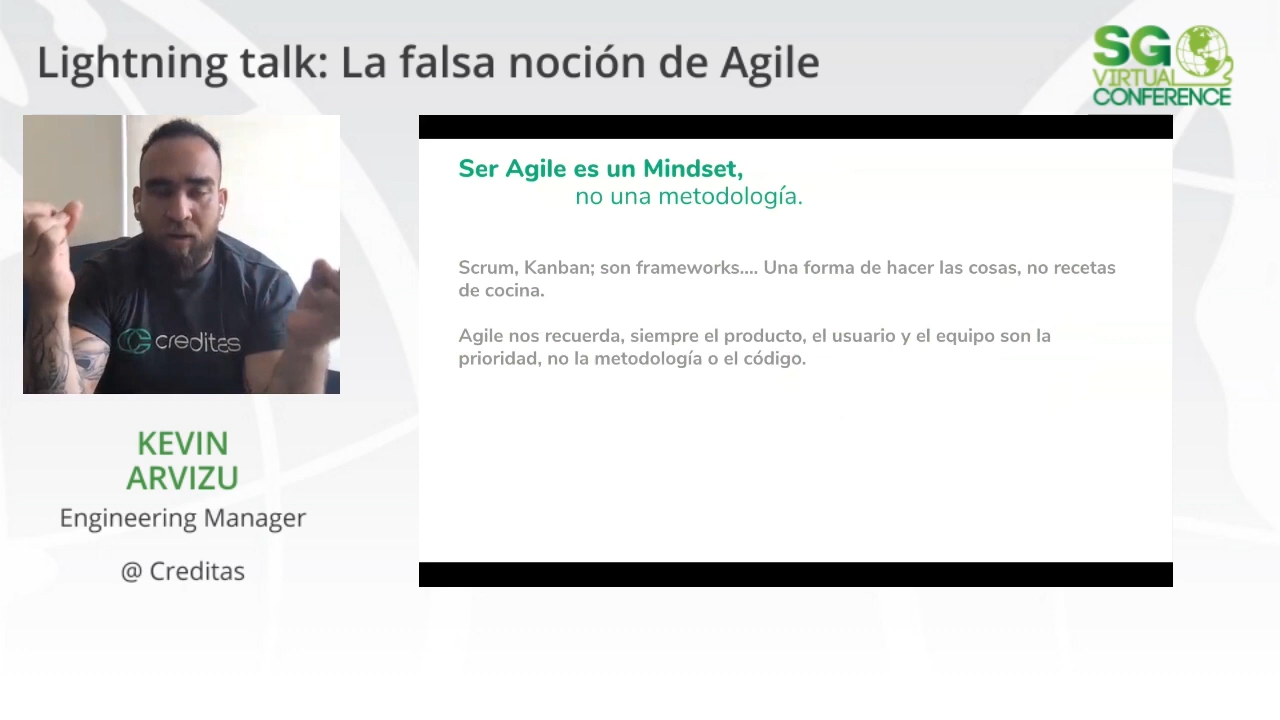 Lightning talk: La falsa noción de Agile
SG
VIRTUAL
CONFERENCE
Ser Agile es un Mindset,
no una metodología.
Scrum, Kanban; son frameworks.... Una forma de hacer las cosas, no recetas
de cocina.
Agile nos recuerda, siempre el producto, el usuario y el equipo son la
prioridad, no la metodología o el código.
creditas
KEVIN
ARVIZU
Engineering Manager
@ Creditas